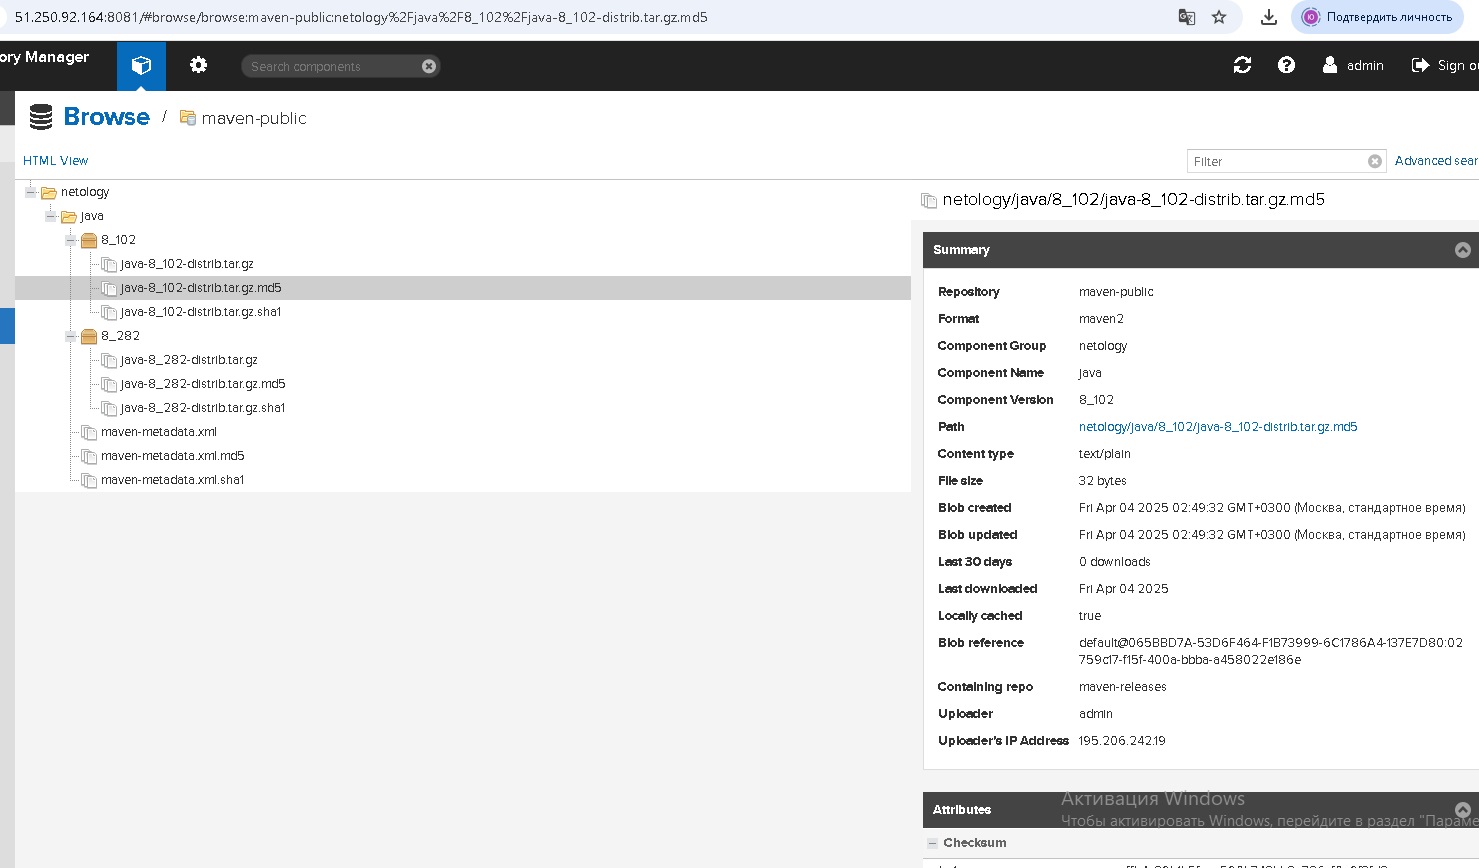 51.250.92.164:8081/#browse/browse:maven-public:netology%2Fjava%2F8_102%2Fjava-8_102-distrib.tar.gz.md5
Ю Подтвердить личность
ory Manager
Search components
admin
Sign ou
Browse / maven-public
HTML View
Filter
Advanced sear
netology
java
8_102
java-8_102-distrib.tar.gz
java-8_102-distrib.tar.gz.md5
java-8_102-distrib.tar.gz.sha1
8_282
java-8_282-distrib.tar.gz
java-8_282-distrib.tar.gz.md5
java-8_282-distrib.tar.gz.sha1
maven-metadata.xml
maven-metadata.xml.md5
maven-metadata.xml.sha1
netology/java/8_102/java-8_102-distrib.tar.gz.md5
Summary
Repository maven-public
Format maven2
Component Group netology
Component Name java
Component Version 8_102
Path netology/java/8_102/java-8_102-distrib.tar.gz.md5
Content type text/plain
File size 32 bytes
Blob created Fri Apr 04 2025 02:49:32 GMT+0300 (Москва, стандартное время)
Blob updated Fri Apr 04 2025 02:49:32 GMT+0300 (Москва, стандартное время)
Last 30 days 0 downloads
Last downloaded Fri Apr 04 2025
Locally cached true
Blob reference default@065BBD7A-53D6F464-F1B73999-6C1786A4-137E7D80:02
759c17-f15f-400a-bbba-a458022e186e
Containing repo maven-releases
Uploader admin
Uploader's IP Address 195.206.242.19
Attributes
Активация Windows
Чтобы активировать Windows, перейдите в раздел "Параме
Checksum